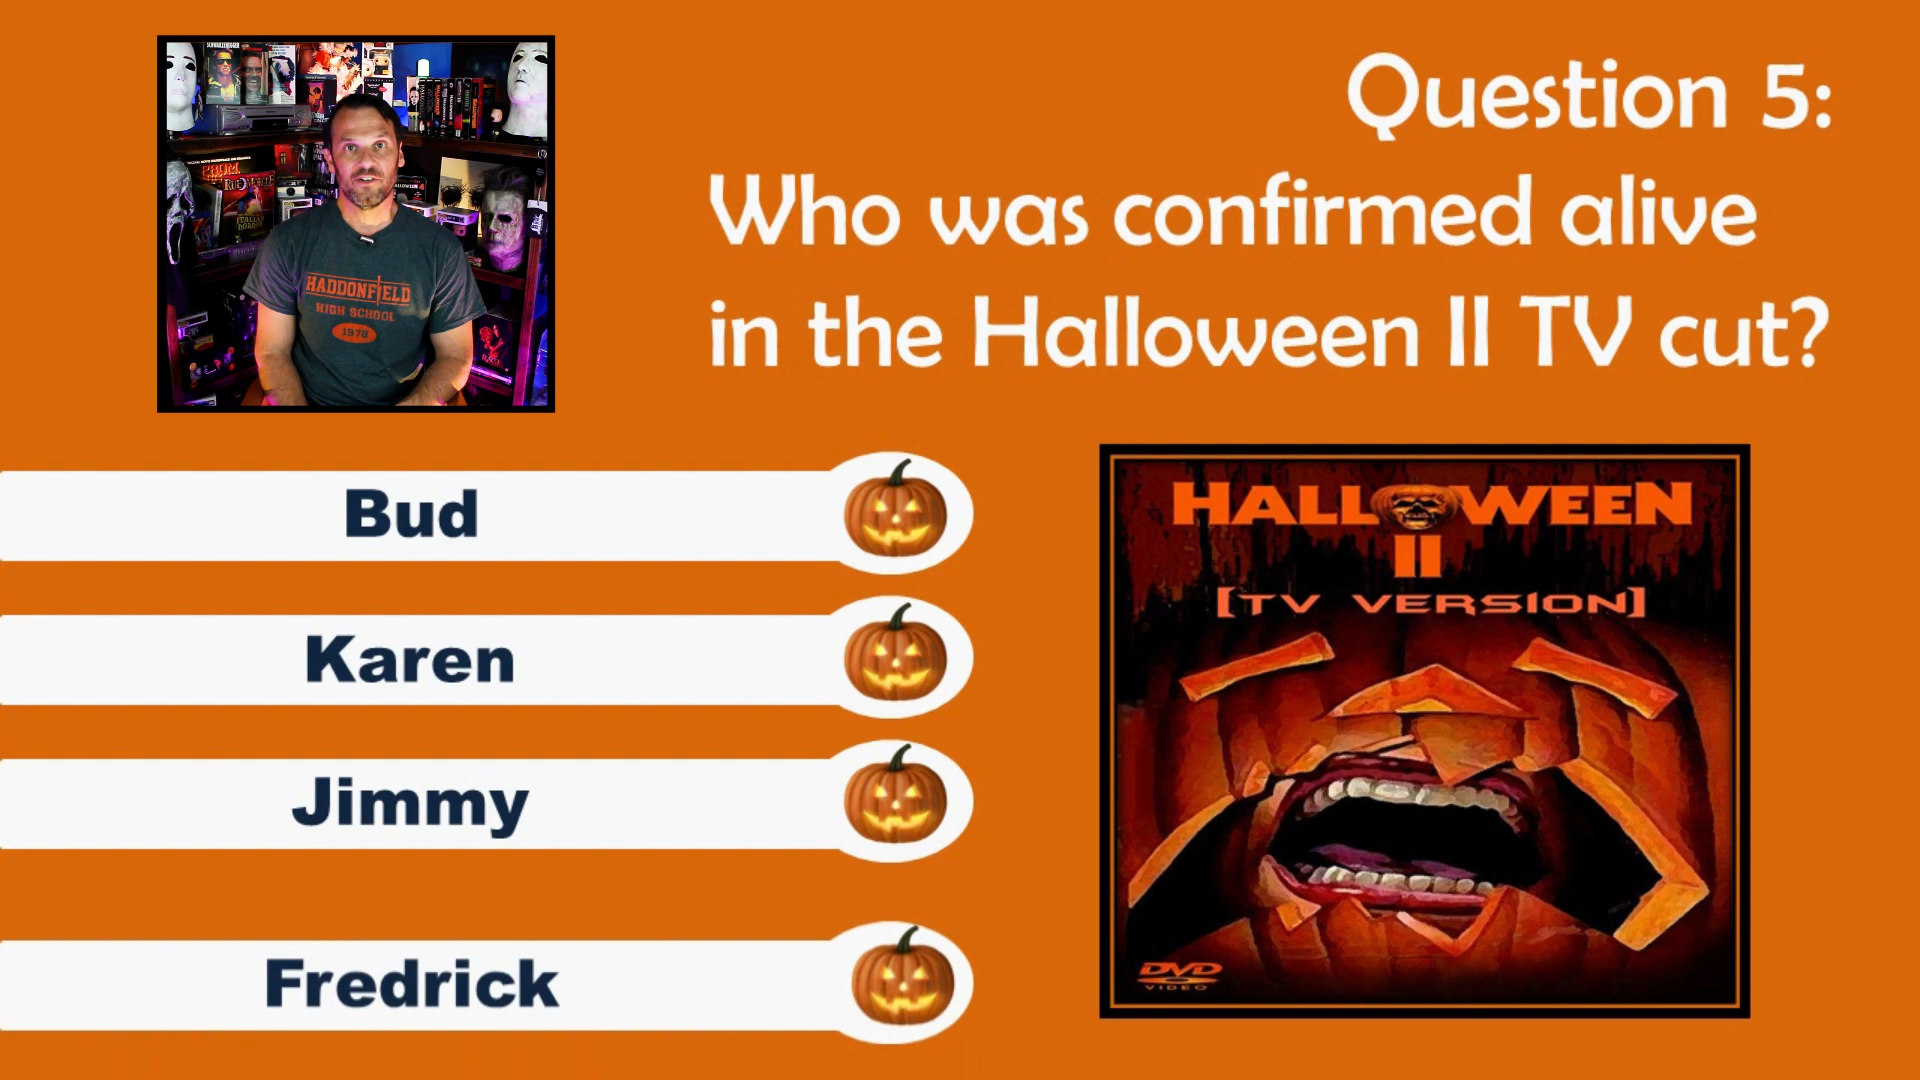 Question 5:
Who was confirmed alive
in the Halloween II TV cut?
HADDONFIELD
HIGH SCHOOL
1978
Bud
Karen
Jimmy
Fredrick
HALLOWEEN
II
[TV VERSION]
DVD
VIDEO